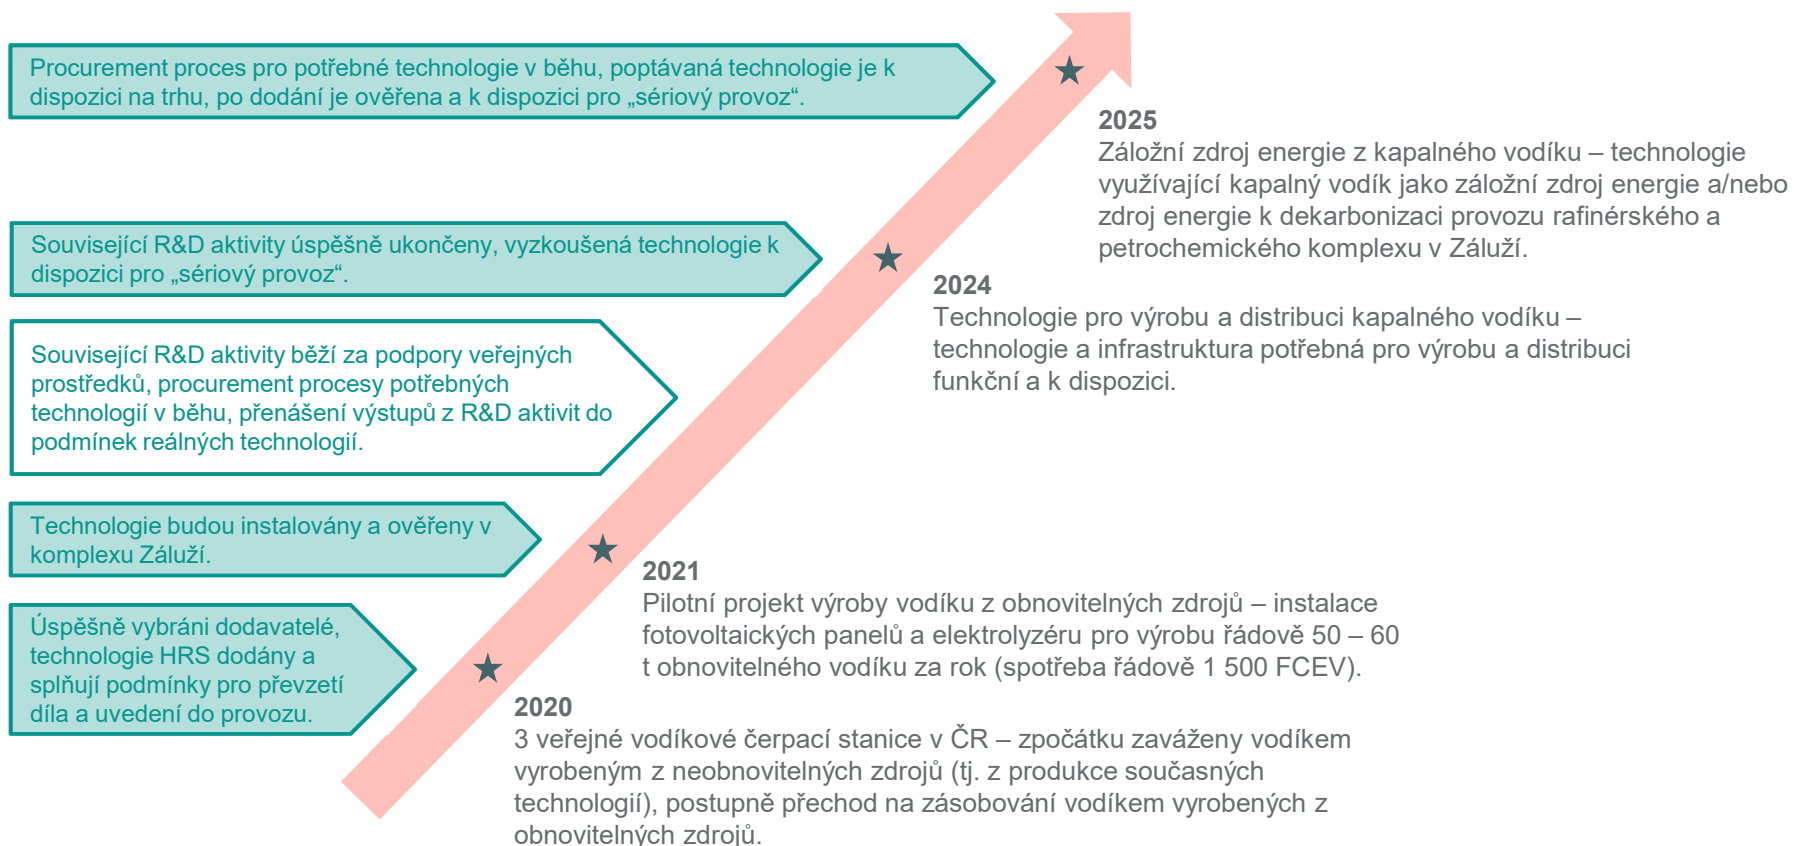 Procurement proces pro potřebné technologie v běhu, poptávaná technologie je k
dispozici na trhu, po dodání je ověřena a k dispozici pro „sériový provoz“.
2025
Záložní zdroj energie z kapalného vodíku – technologie
využívající kapalný vodík jako záložní zdroj energie a/nebo
zdroj energie k dekarbonizaci provozu rafinérského a
petrochemického komplexu v Záluží.
Související R&D aktivity úspěšně ukončeny, vyzkoušená technologie k
dispozici pro „sériový provoz“.
2024
Technologie pro výrobu a distribuci kapalného vodíku –
technologie a infrastruktura potřebná pro výrobu a distribuci
funkční a k dispozici.
Související R&D aktivity běží za podpory veřejných
prostředků, procurement procesy potřebných
technologií v běhu, přenášení výstupů z R&D aktivit do
podmínek reálných technologií.
Technologie budou instalovány a ověřeny v
komplexu Záluží.
2021
Pilotní projekt výroby vodíku z obnovitelných zdrojů – instalace
fotovoltaických panelů a elektrolyzéru pro výrobu řádově 50 – 60
t obnovitelného vodíku za rok (spotřeba řádově 1 500 FCEV).
Úspěšně vybráni dodavatelé,
technologie HRS dodány a
splňují podmínky pro převzetí
díla a uvedení do provozu.
2020
3 veřejné vodíkové čerpací stanice v ČR – zpočátku zaváženy vodíkem
vyrobeným z neobnovitelných zdrojů (tj. z produkce současných
technologií), postupně přechod na zásobování vodíkem vyrobených z
obnovitelných zdrojů.